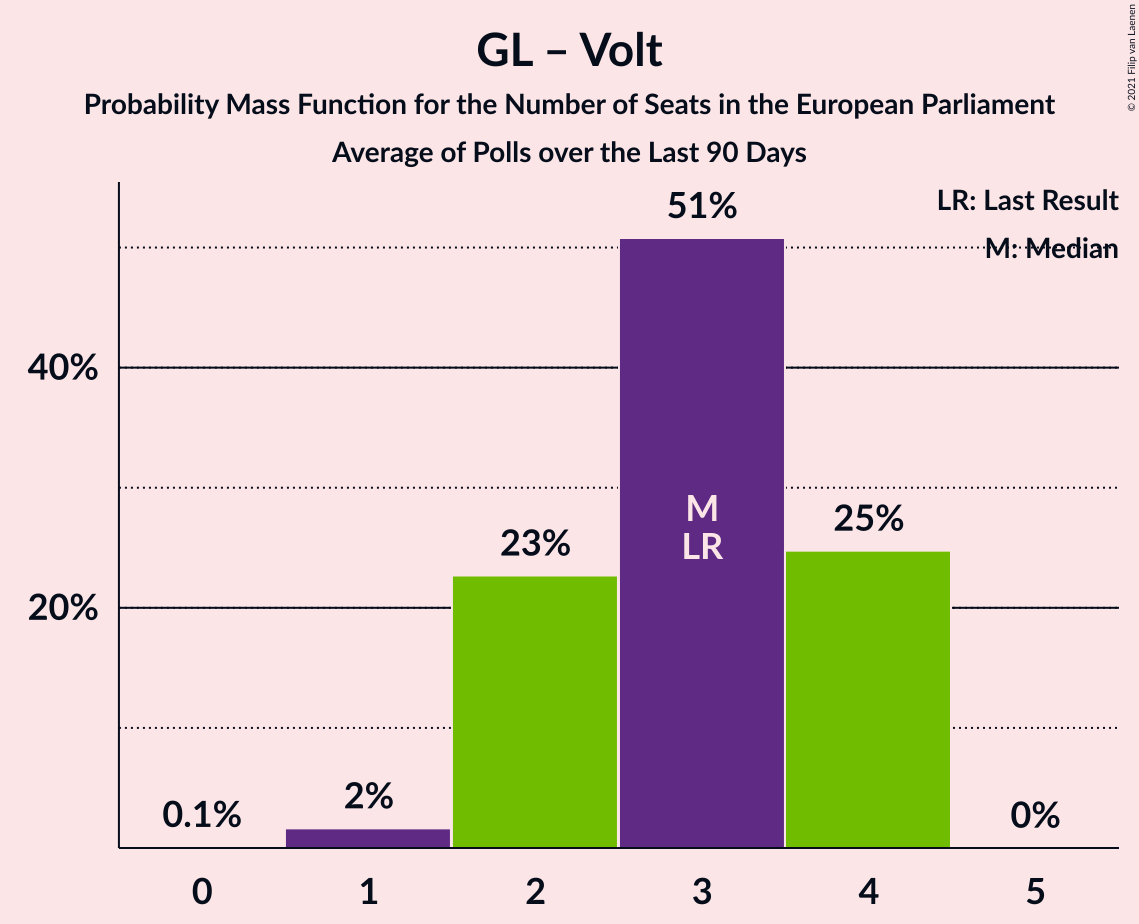 GL – Volt
Probability Mass Function for the Number of Seats in the European Parliament
Average of Polls over the Last 90 Days
© 2021 Filip van Laenen
LR: Last Result
M: Median
51%
40%
M
LR
25%
23%
20%
2%
0.1%
0%
0 1 2 3 4 5